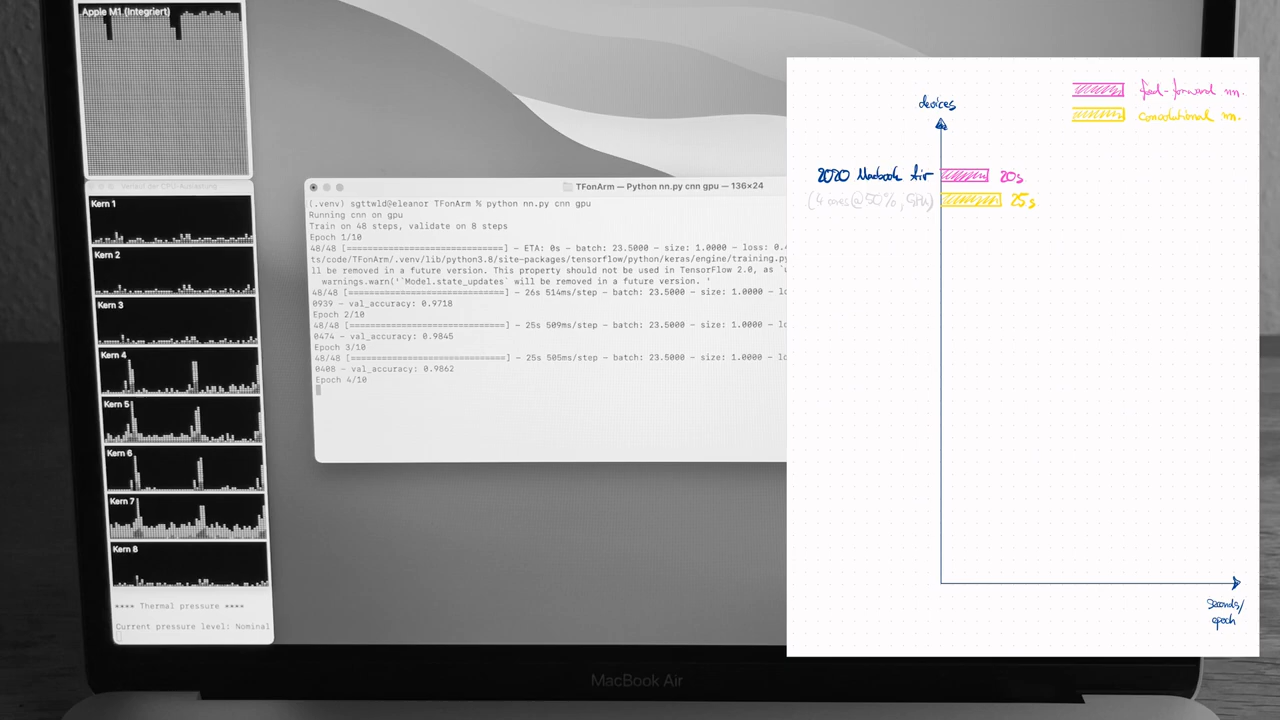 Apple M1 (Integriert)
Verlauf der CPU-Auslastung
Kern 1
Kern 2
Kern 3
Kern 4
Kern 5
Kern 6
Kern 7
Kern 8
**** Thermal pressure ****
Current pressure level: Nominal
TFonArm — Python nn.py cnn gpu — 136×24
(.venv) sgttwld@eleanor TFonArm % python nn.py cnn gpu
Running cnn on gpu
Train on 48 steps, validate on 8 steps
Epoch 1/10
48/48 [==============================] - ETA: 0s - batch: 23.5000 - size: 1.0000 - loss: 0.4
ts/code/TFonArm/.venv/lib/python3.8/site-packages/tensorflow/python/keras/engine/training.py
ll be removed in a future version. This property should not be used in TensorFlow 2.0, as `u
warnings.warn('`Model.state_updates` will be removed in a future version. '
48/48 [==============================] - 26s 514ms/step - batch: 23.5000 - size: 1.0000 - lo
0939 - val_accuracy: 0.9718
Epoch 2/10
48/48 [==============================] - 25s 509ms/step - batch: 23.5000 - size: 1.0000 - lo
0474 - val_accuracy: 0.9845
Epoch 3/10
48/48 [==============================] - 25s 505ms/step - batch: 23.5000 - size: 1.0000 - lo
0408 - val_accuracy: 0.9862
Epoch 4/10
MacBook Air
feed-forward nn.
convolutional nn.
devices
2020 Macbook Air 20s
(4 cores@50%, GPU) 25s
seconds/
epoch